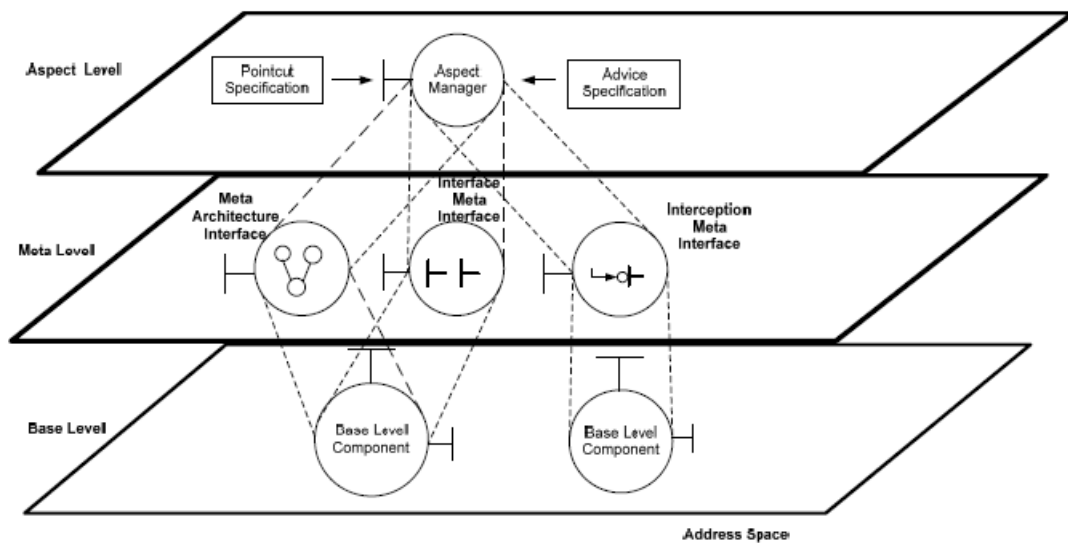 Aspect Level
Pointcut
Specification
Aspect
Manager
Advice
Specification
Meta Level
Meta
Architecture
Interface
Interface
Meta
Interface
Interception
Meta
Interface
Base Level
Base Level
Component
Base Level
Component
Address Space